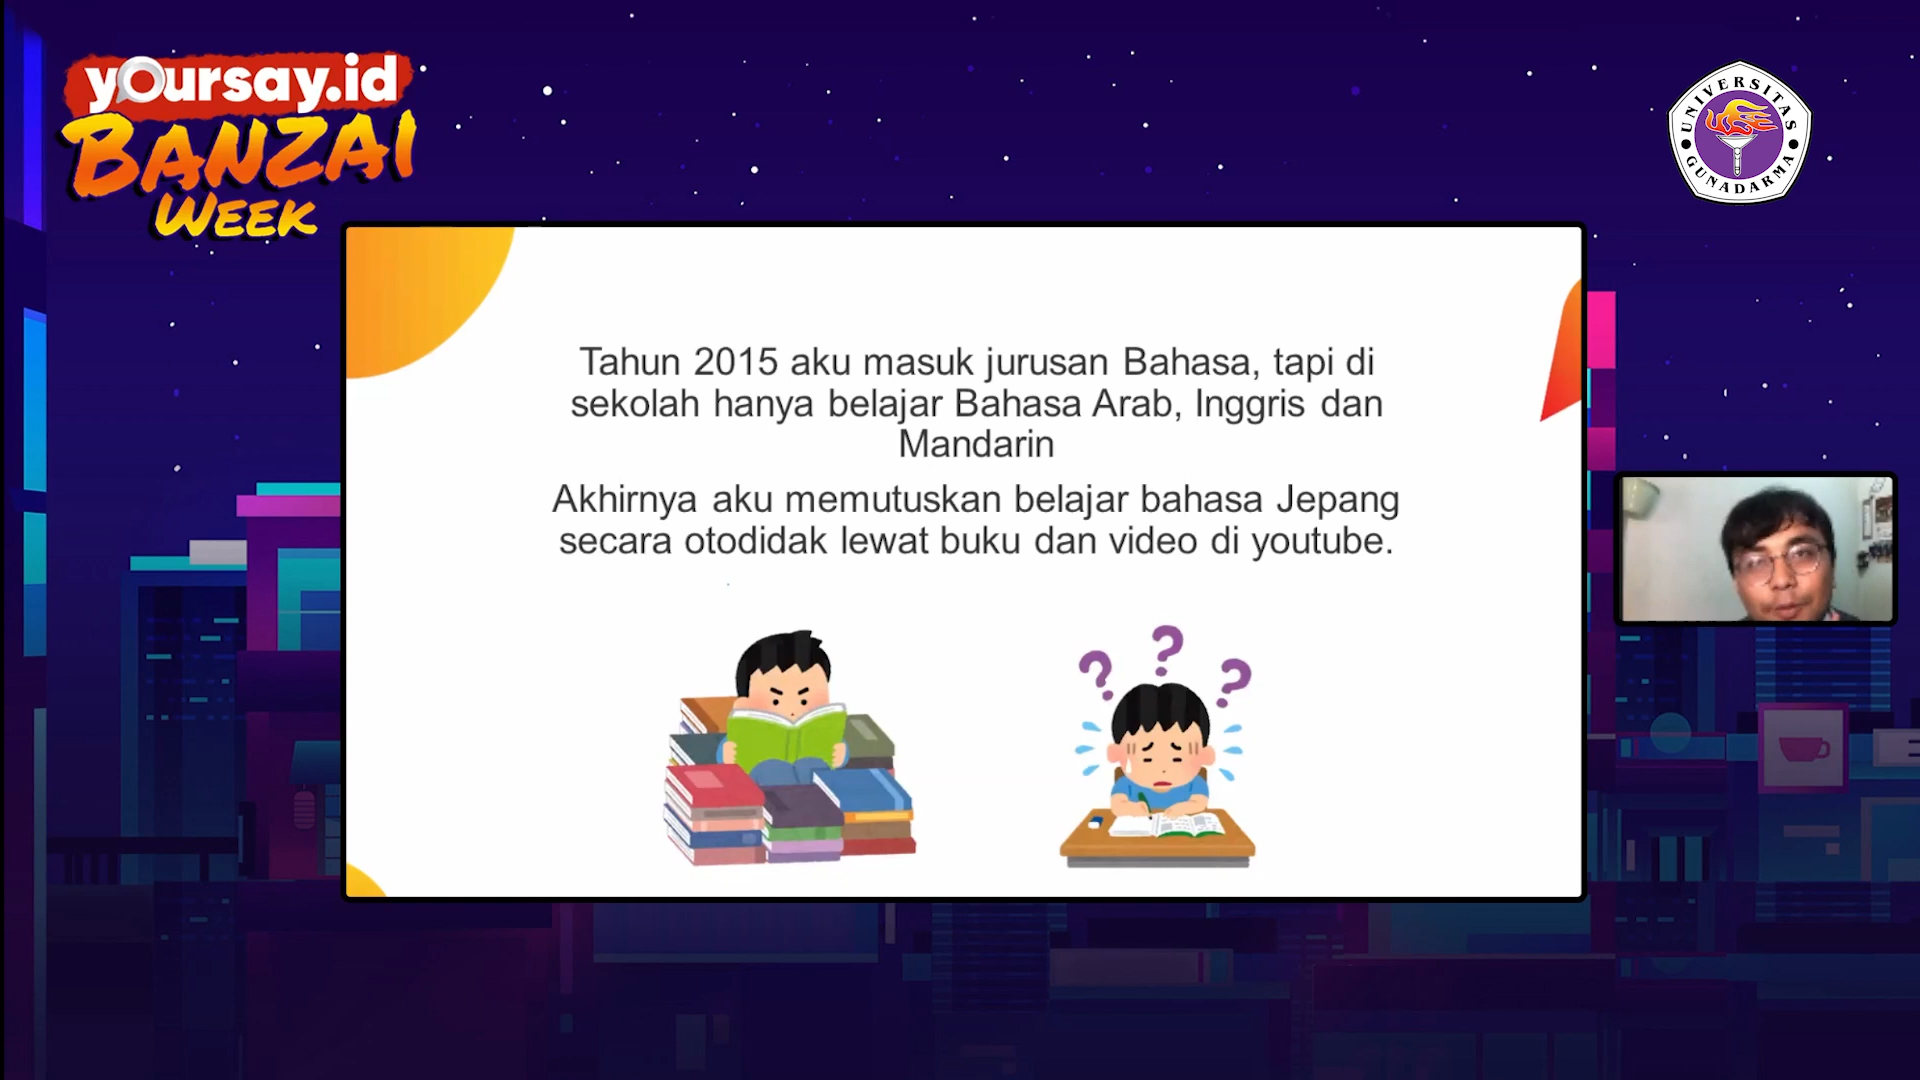 yoursay.id
BANZAI
WEEK
UNIVERSITAS
GUNADARMA
Tahun 2015 aku masuk jurusan Bahasa, tapi di
sekolah hanya belajar Bahasa Arab, Inggris dan
Mandarin
Akhirnya aku memutuskan belajar bahasa Jepang
secara otodidak lewat buku dan video di youtube.
? ? ?